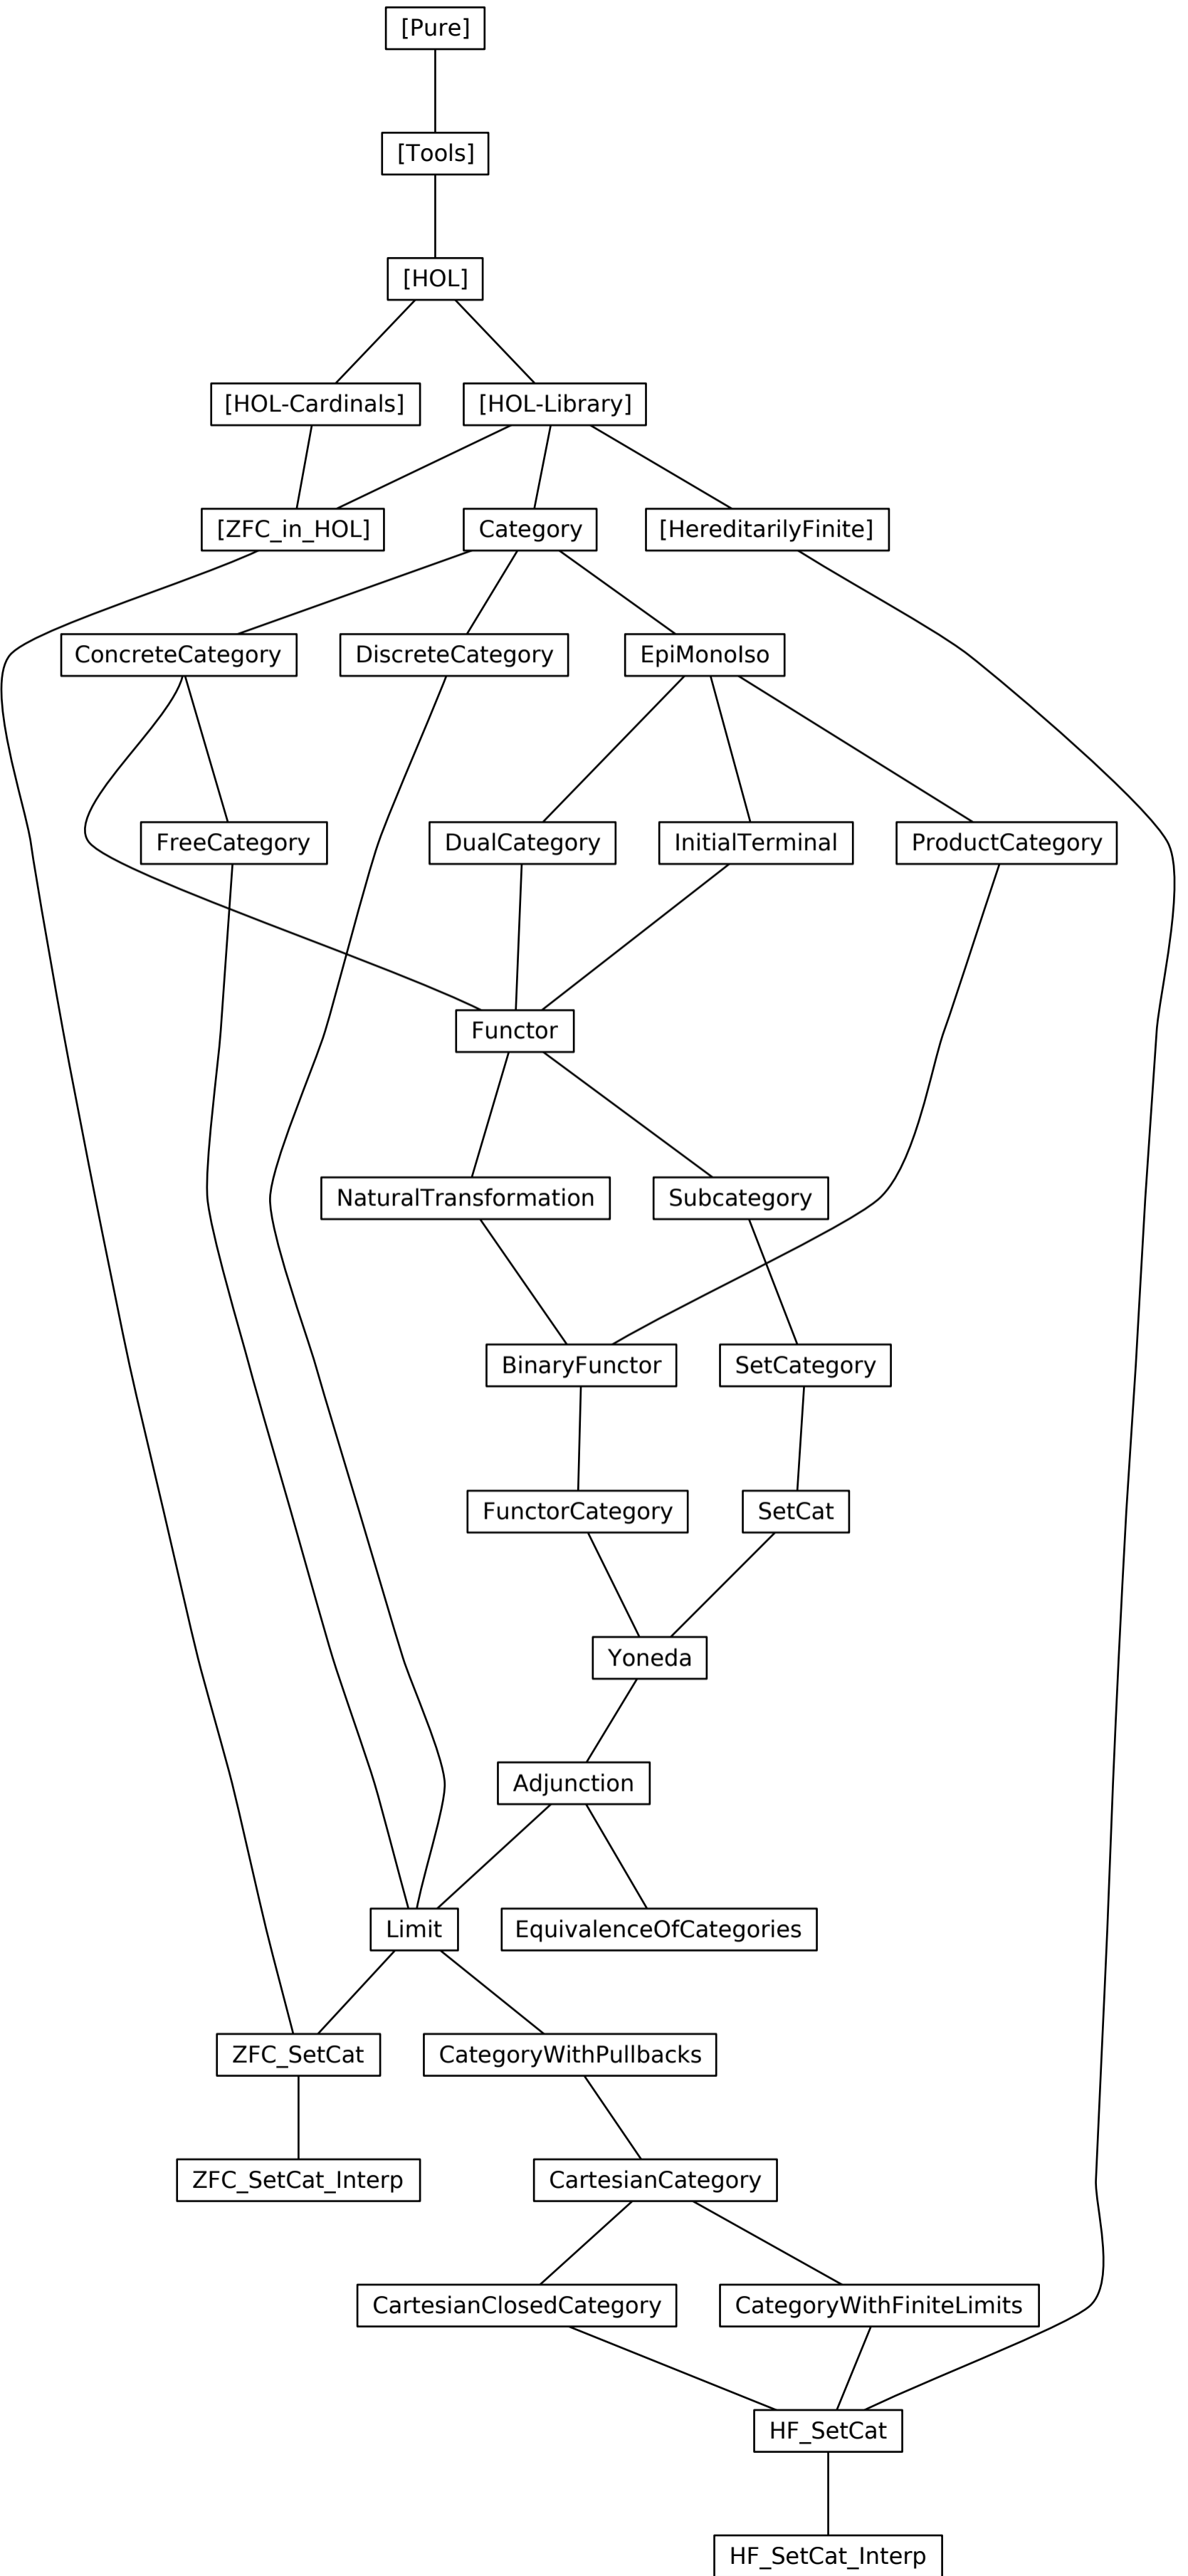 [Pure]
[Tools]
[HOL]
[HOL-Cardinals]
[HOL-Library]
[ZFC_in_HOL]
Category
[HereditarilyFinite]
ConcreteCategory
DiscreteCategory
EpiMonoIso
FreeCategory
DualCategory
InitialTerminal
ProductCategory
Functor
NaturalTransformation
Subcategory
BinaryFunctor
SetCategory
FunctorCategory
SetCat
Yoneda
Adjunction
Limit
EquivalenceOfCategories
ZFC_SetCat
CategoryWithPullbacks
ZFC_SetCat_Interp
CartesianCategory
CartesianClosedCategory
CategoryWithFiniteLimits
HF_SetCat
HF_SetCat_Interp